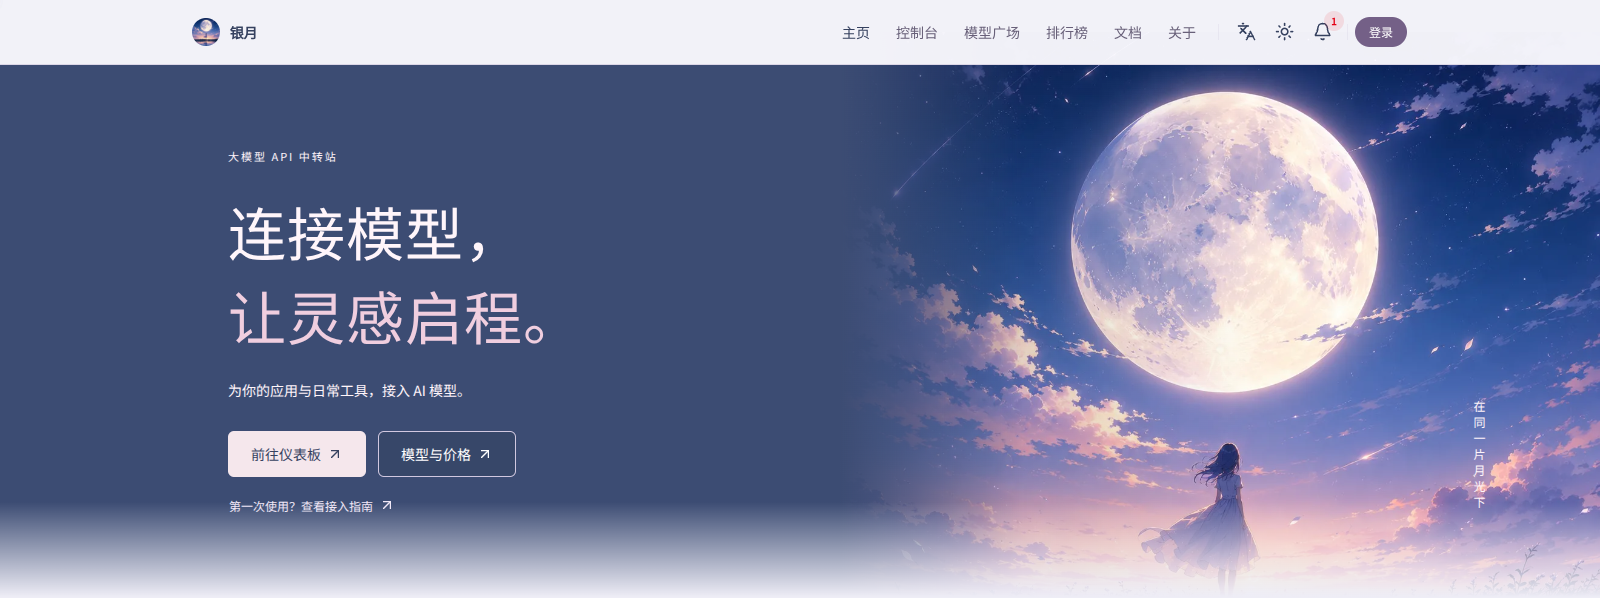 银月
主页 控制台 模型广场 排行榜 文档 关于 1 登录
大模型 API 中转站
连接模型，
让灵感启程。
为你的应用与日常工具，接入 AI 模型。
前往仪表板 模型与价格
第一次使用？查看接入指南
在同一片月光下